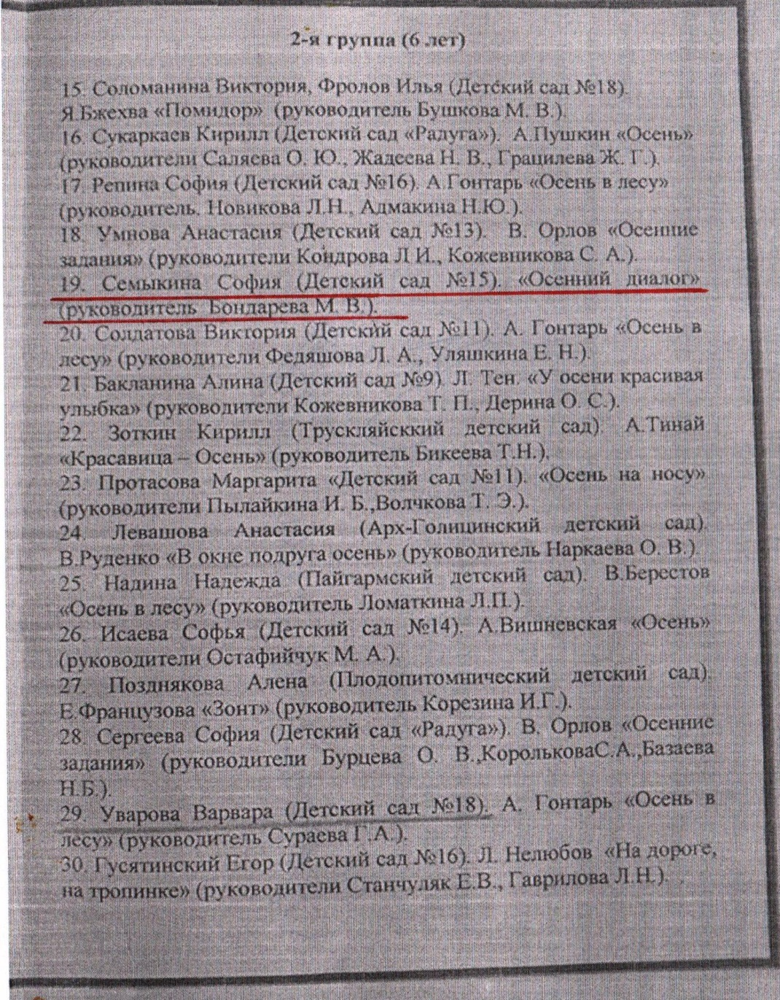 2-я группа (6 лет)
15. Соломанина Виктория, Фролов Илья (Детский сад №18).
Я.Бжехва «Помидор» (руководитель Бушкова М. В.).
16. Сукаркаев Кирилл (Детский сад «Радуга»). А.Пушкин «Осень»
(руководители Саляева О. Ю., Жадеева Н. В., Грацилева Ж. Г.).
17. Репина София (Детский сад №16). А.Гонтарь «Осень в лесу»
(руководитель. Новикова Л.Н., Адмакина Н.Ю.).
18. Умнова Анастасия (Детский сад №13). В. Орлов «Осенние
задания» (руководители Кондрова Л И., Кожевникова С. А.).
19. Семыкина София (Детский сад №15). «Осенний диалог»
(руководитель Бондарева М. В.).
20. Солдатова Виктория (Детский сад №11). А. Гонтарь «Осень в
лесу» (руководители Федяшова Л. А., Уляшкина Е. Н.).
21. Бакланина Алина (Детский сад №9). Л. Тен. «У осени красивая
улыбка» (руководители Кожевникова Т. П., Дерина О. С.).
22. Зоткин Кирилл (Трускляйсккий детский сад). А.Тинай
«Красавица – Осень» (руководитель Бикеева Т.Н.).
23. Протасова Маргарита «Детский сад №11). «Осень на носу»
(руководители Пылайкина И. Б.,Волчкова Т. Э.).
24. Левашова Анастасия (Арх-Голицинский детский сад).
В.Руденко «В окне подруга осень» (руководитель Наркаева О. В.)
25. Надина Надежда (Пайгармский детский сад). В.Берестов
«Осень в лесу» (руководитель Ломаткина Л.П.).
26. Исаева Софья (Детский сад №14). А.Вишневская «Осень»
(руководители Остафийчук М. А.).
27. Позднякова Алена (Плодопитомнический детский сад).
Е.Французова «Зонт» (руководитель Корезина И.Г.).
28. Сергеева София (Детский сад «Радуга»). В. Орлов «Осенние
задания» (руководители Бурцева О. В.,КорольковаС.А.,Базаева
Н.Б.).
29. Уварова Варвара (Детский сад №18). А. Гонтарь «Осень в
лесу» (руководитель Сураева Г.А.).
30. Гусятинский Егор (Детский сад №16). Л. Нелюбов «На дороге,
на тропинке» (руководители Станчуляк Е.В., Гаврилова Л.Н.).